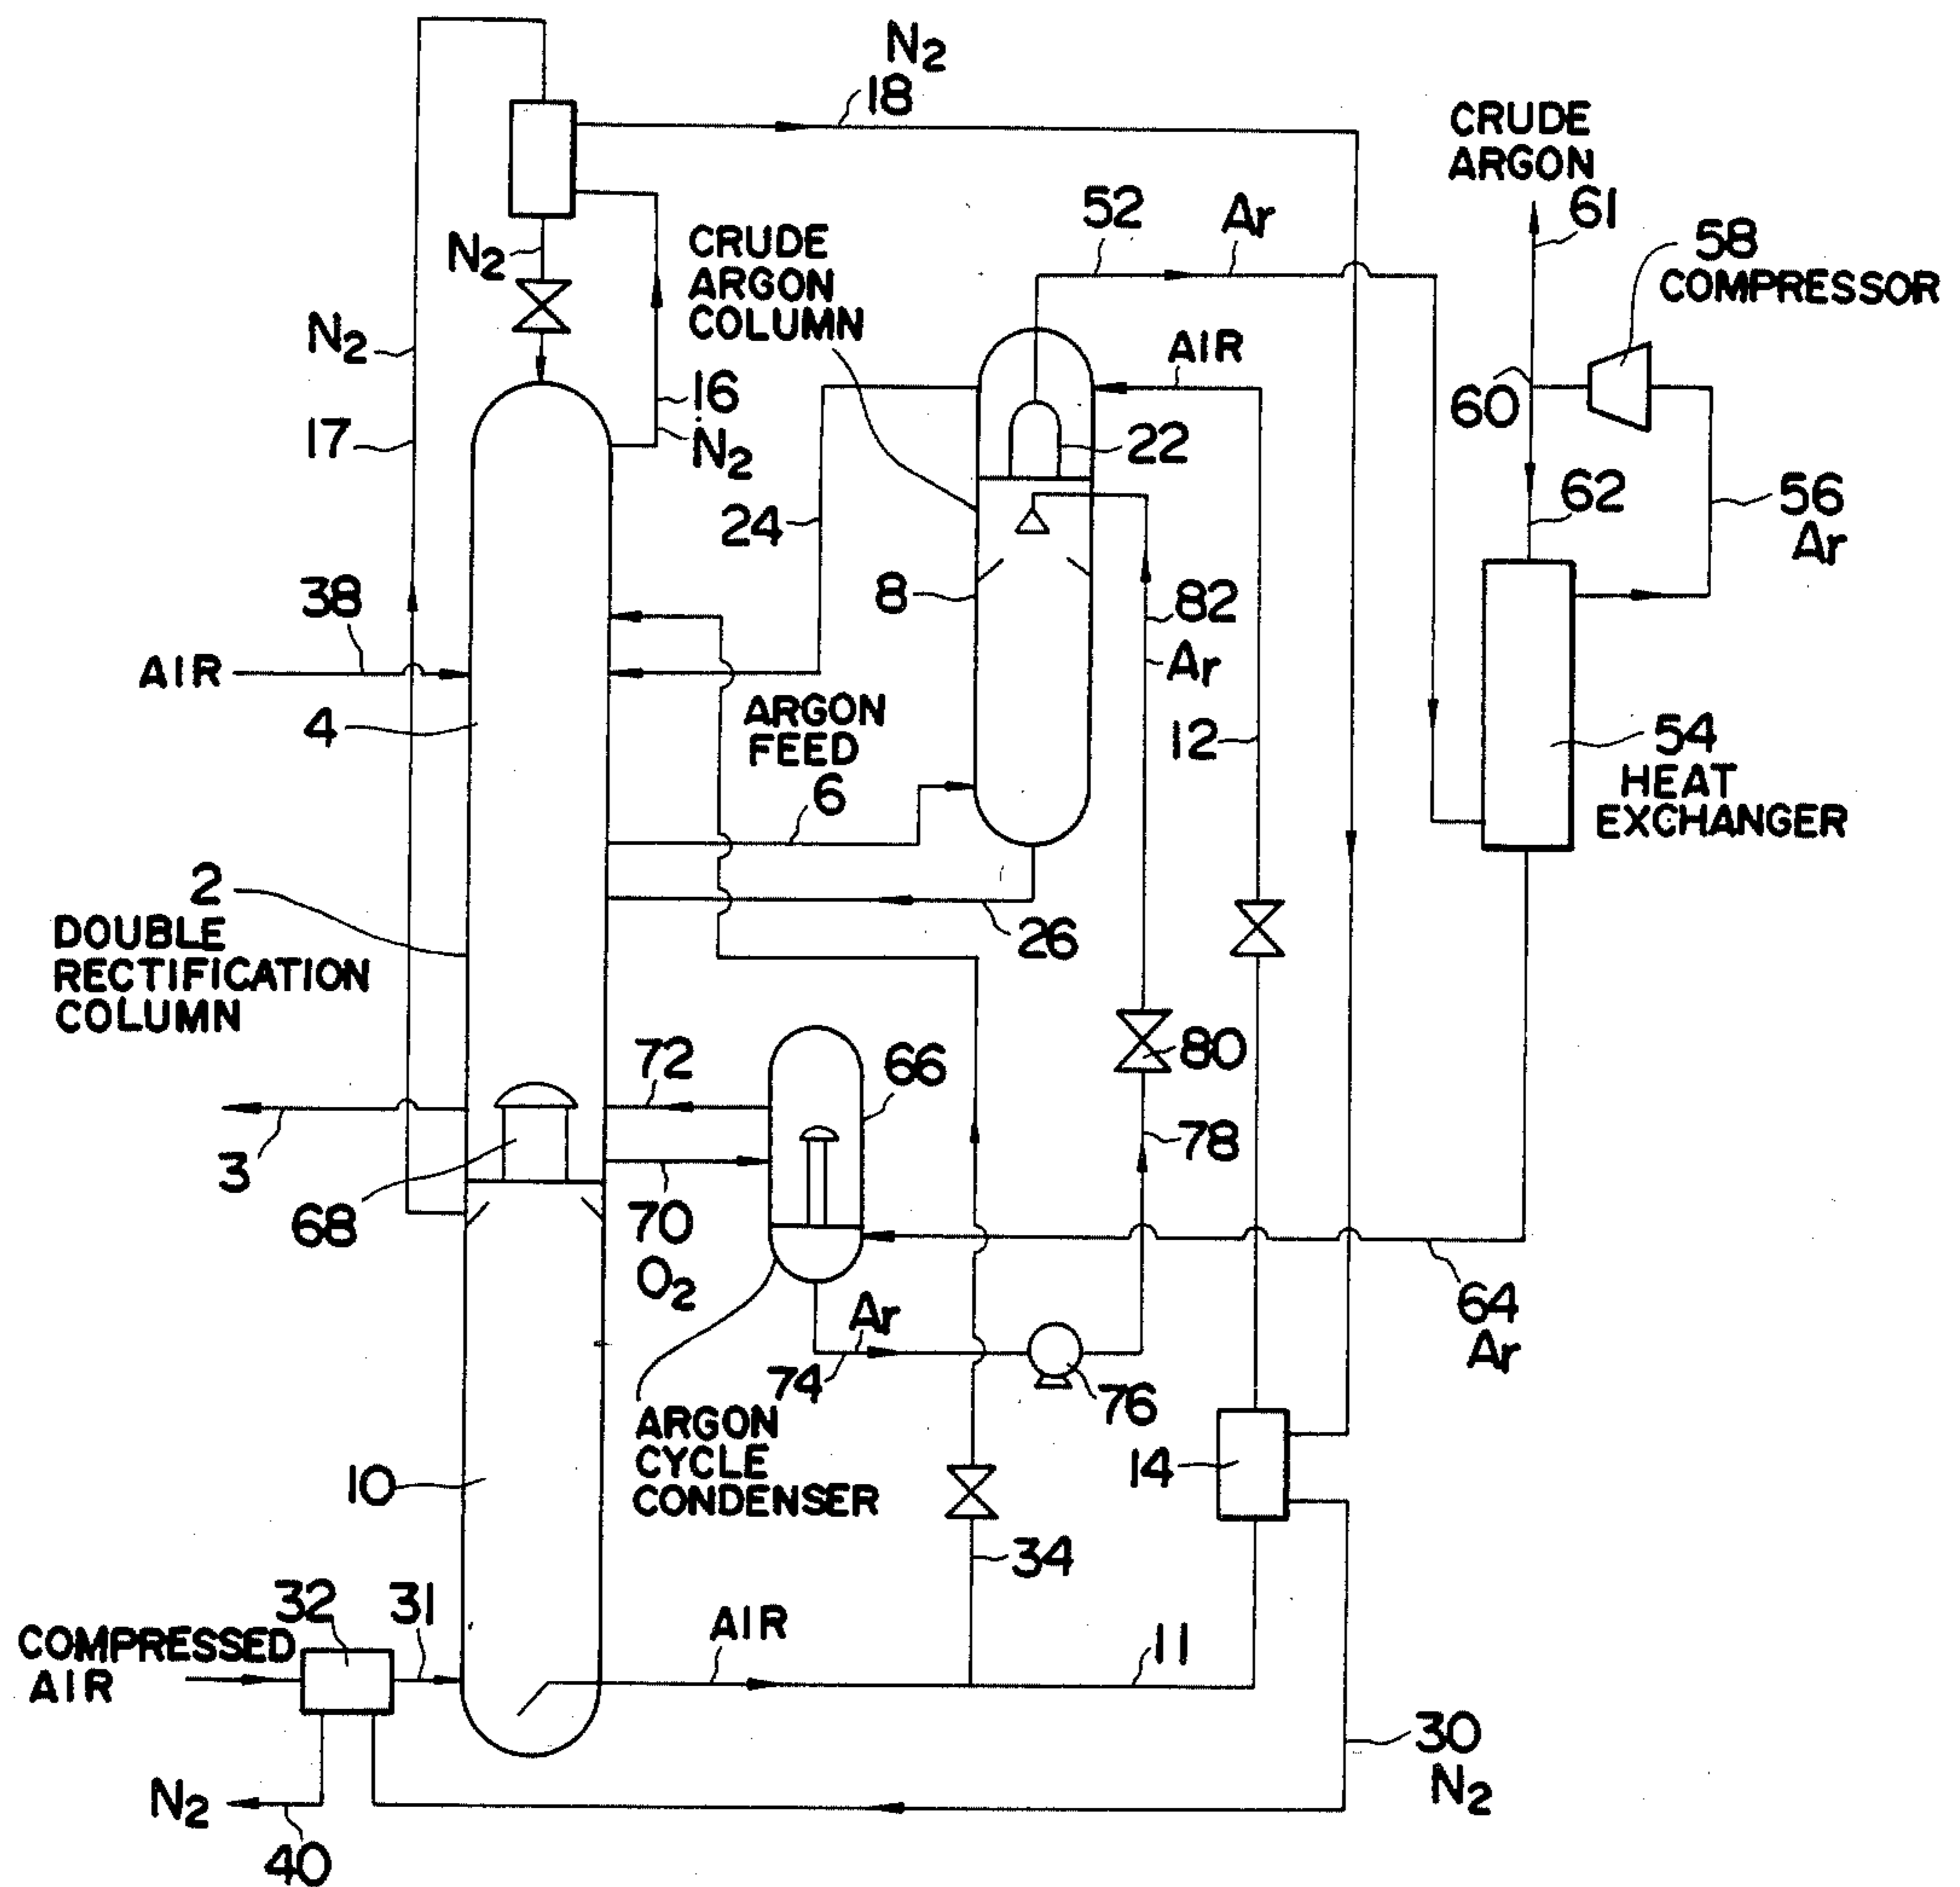 N2
18
CRUDE
ARGON
61
52
Ar
58
COMPRESSOR
N2
CRUDE
ARGON
COLUMN
N2
AIR
16
N2
60
17
22
62
56
Ar
24
38
8
82
Ar
AIR
4
ARGON
FEED
6
12
54
HEAT
EXCHANGER
2
DOUBLE
RECTIFICATION
COLUMN
26
72
66
80
3
78
68
70
O2
64
Ar
Ar
74
76
ARGON
CYCLE
CONDENSER
14
10
34
32
31
COMPRESSED
AIR
AIR
11
30
N2
N2
40